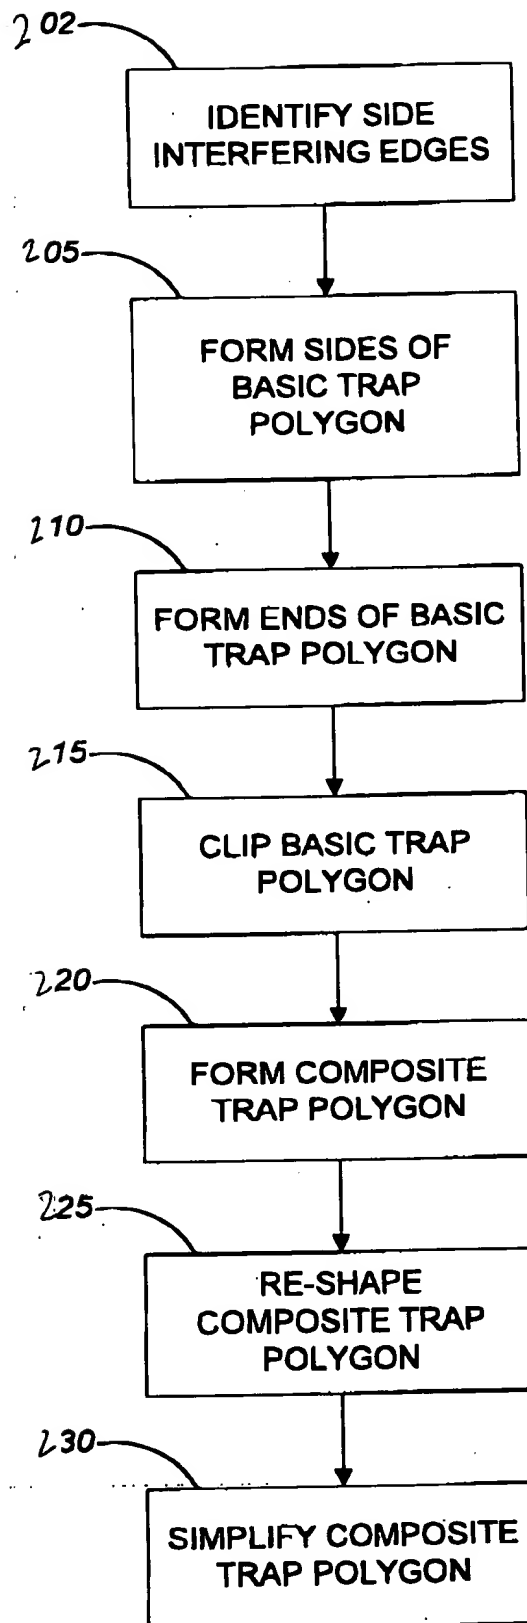 202
IDENTIFY SIDE
INTERFERING EDGES
205
FORM SIDES OF
BASIC TRAP
POLYGON
210
FORM ENDS OF BASIC
TRAP POLYGON
215
CLIP BASIC TRAP
POLYGON
220
FORM COMPOSITE
TRAP POLYGON
225
RE-SHAPE
COMPOSITE TRAP
POLYGON
230
SIMPLIFY COMPOSITE
TRAP POLYGON